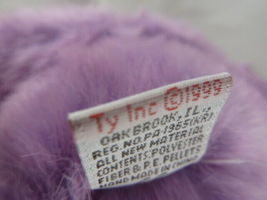 Ty Inc ©1999
OAKBROOK, IL.,
REG. NO. PA-1965(KR)
ALL NEW MATERIAL
CONTENTS: POLYESTER
FIBER & P.E. PELLETS
HAND MADE IN CHINA